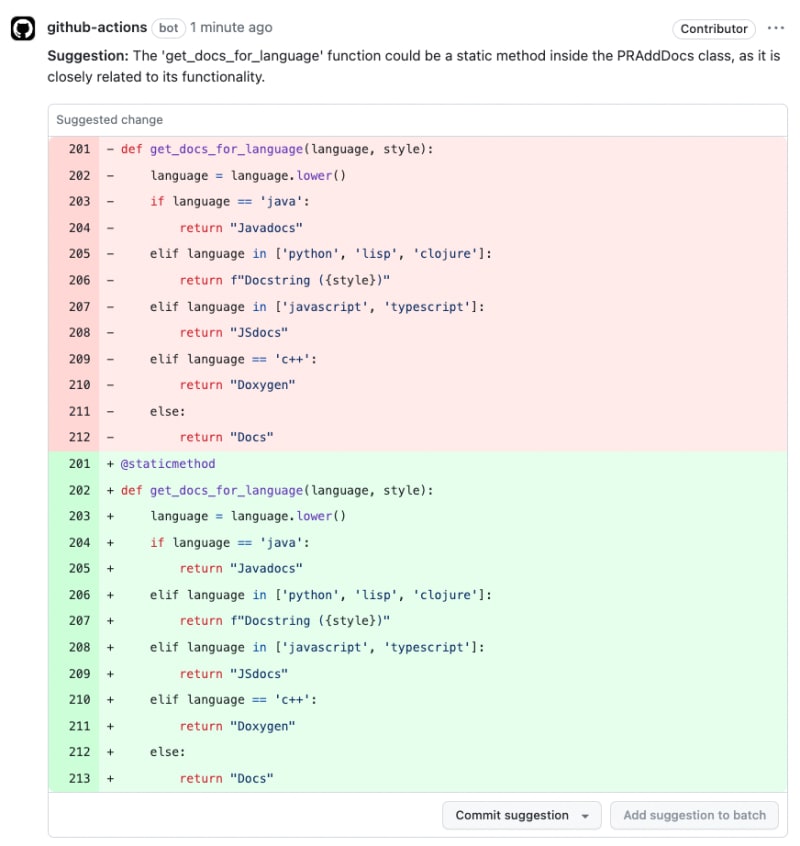 github-actions bot 1 minute ago Contributor ...
Suggestion: The 'get_docs_for_language' function could be a static method inside the PRAddDocs class, as it is
closely related to its functionality.
Suggested change
201 - def get_docs_for_language(language, style):
202 -     language = language.lower()
203 -     if language == 'java':
204 -         return "Javadocs"
205 -     elif language in ['python', 'lisp', 'clojure']:
206 -         return f"Docstring ({style})"
207 -     elif language in ['javascript', 'typescript']:
208 -         return "JSdocs"
209 -     elif language == 'c++':
210 -         return "Doxygen"
211 -     else:
212 -         return "Docs"
201 + @staticmethod
202 + def get_docs_for_language(language, style):
203 +     language = language.lower()
204 +     if language == 'java':
205 +         return "Javadocs"
206 +     elif language in ['python', 'lisp', 'clojure']:
207 +         return f"Docstring ({style})"
208 +     elif language in ['javascript', 'typescript']:
209 +         return "JSdocs"
210 +     elif language == 'c++':
211 +         return "Doxygen"
212 +     else:
213 +         return "Docs"
Commit suggestion Add suggestion to batch